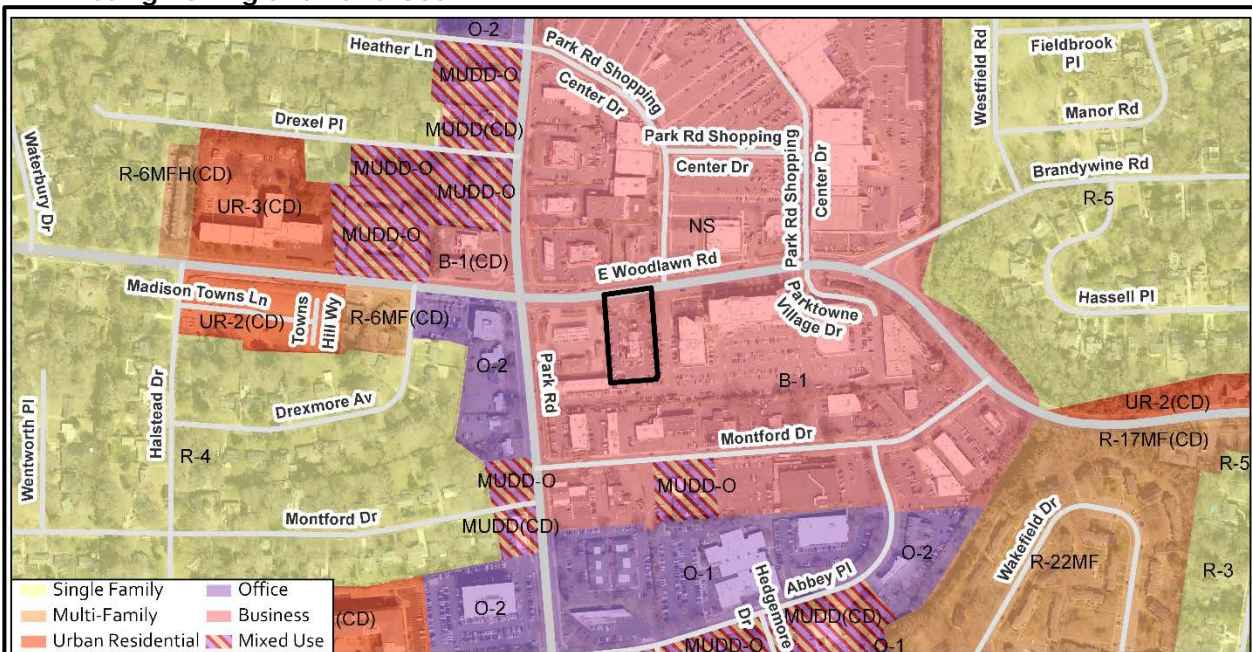 O-2
Heather Ln
Park Rd Shopping
Center Dr
Westfield Rd
Fieldbrook
Pl
Manor Rd
MUDD-O
Drexel Pl
MUDD(CD)
Park Rd Shopping
Center Dr
Park Rd Shopping
Center Dr
Brandywine Rd
Waterbury Dr
R-6MFH(CD)
MUDD-O
MUDD-O
UR-3(CD)
R-5
NS
MUDD-O
B-1(CD)
E Woodlawn Rd
Madison Towns Ln
UR-2(CD)
Towns
Hill Wy
R-6MF(CD)
Parktowne
Village Dr
Hassell Pl
O-2
Park Rd
B-1
Wentworth Pl
Halstead Dr
Drexmore Av
UR-2(CD)
R-17MF(CD)
Montford Dr
R-4
R-5
MUDD-O
MUDD-O
Montford Dr
MUDD(CD)
Wakefield Dr
O-2
R-22MF
R-3
O-1
Hedgemore
Dr
Abbey Pl
O-2
MUDD(CD)
MUDD-O
O-1
(CD)
Single Family
Office
Multi-Family
Business
Urban Residential
Mixed Use